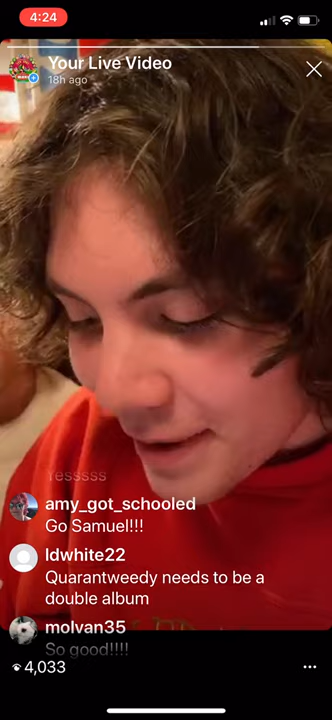 4:24
Your Live Video
18h ago
Yesssss
amy_got_schooled
Go Samuel!!!
ldwhite22
Quarantweedy needs to be a
double album
molvan35
So good!!!!
4,033